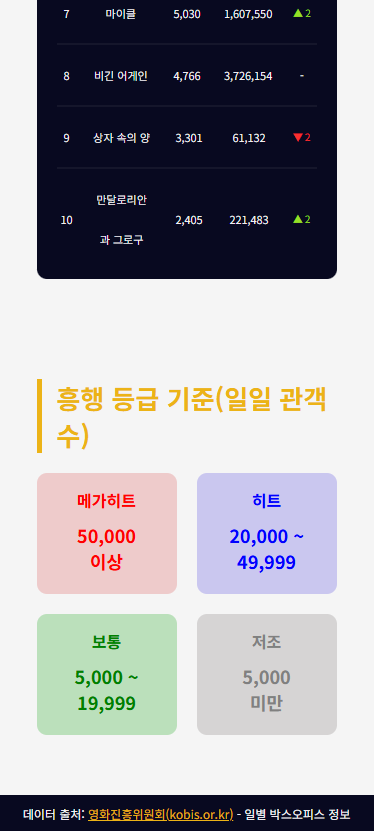 7 마이클 5,030 1,607,550 ▲2
8 비긴 어게인 4,766 3,726,154 -
9 상자 속의 양 3,301 61,132 ▼2
만달로리안
10 2,405 221,483 ▲2
과 그로구
흥행 등급 기준(일일 관객
수)
메가히트
50,000
이상
히트
20,000 ~
49,999
보통
5,000 ~
19,999
저조
5,000
미만
데이터 출처: 영화진흥위원회(kobis.or.kr) - 일별 박스오피스 정보